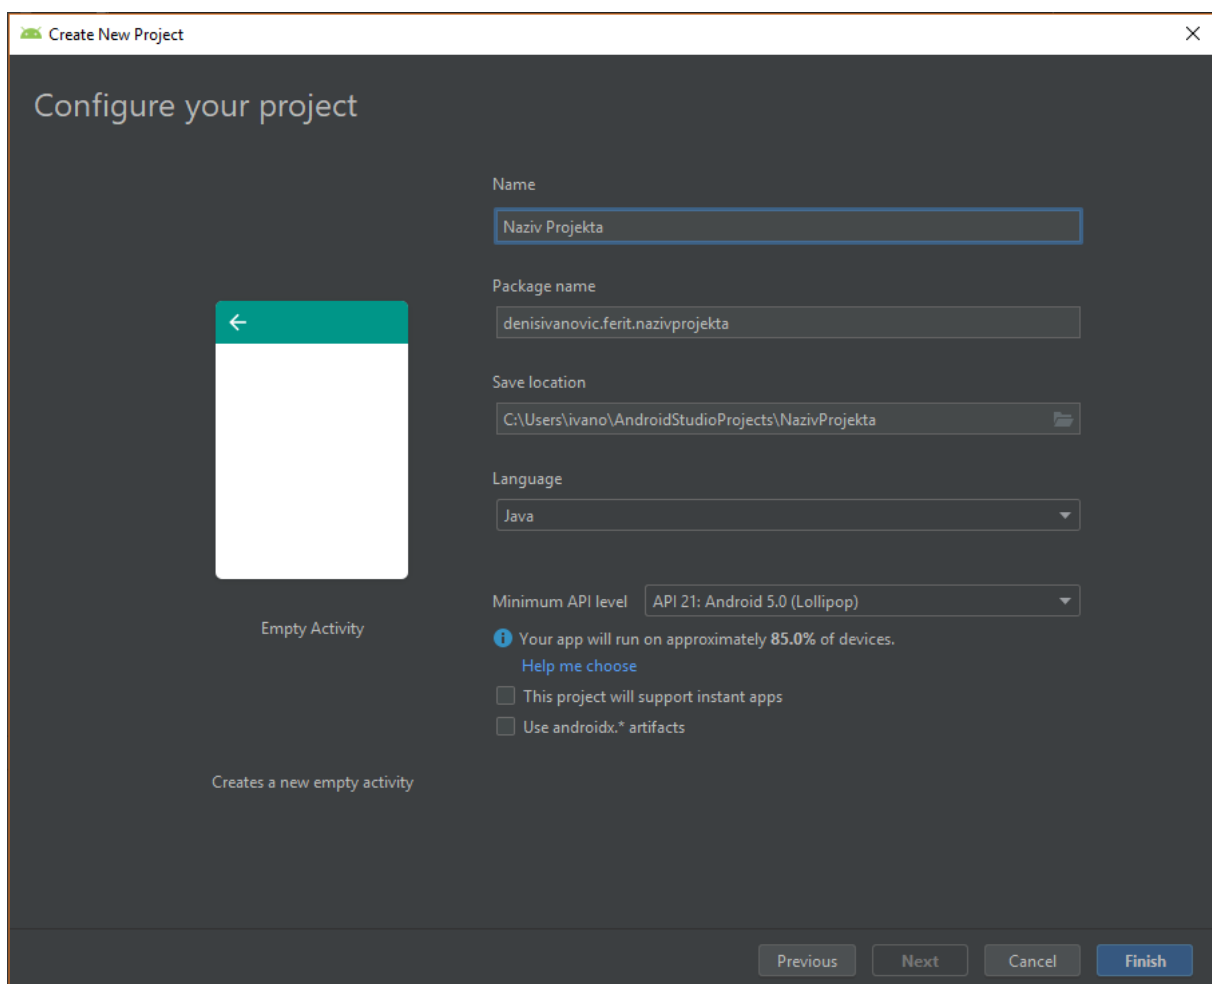 Create New Project
Configure your project
Name
Naziv Projekta
Package name
denisivanovic.ferit.nazivprojekta
Save location
C:\Users\ivano\AndroidStudioProjects\NazivProjekta
Language
Java
Minimum API level API 21: Android 5.0 (Lollipop)
Empty Activity
Your app will run on approximately 85.0% of devices.
Help me choose
This project will support instant apps
Use androidx.* artifacts
Creates a new empty activity
Previous Next Cancel Finish